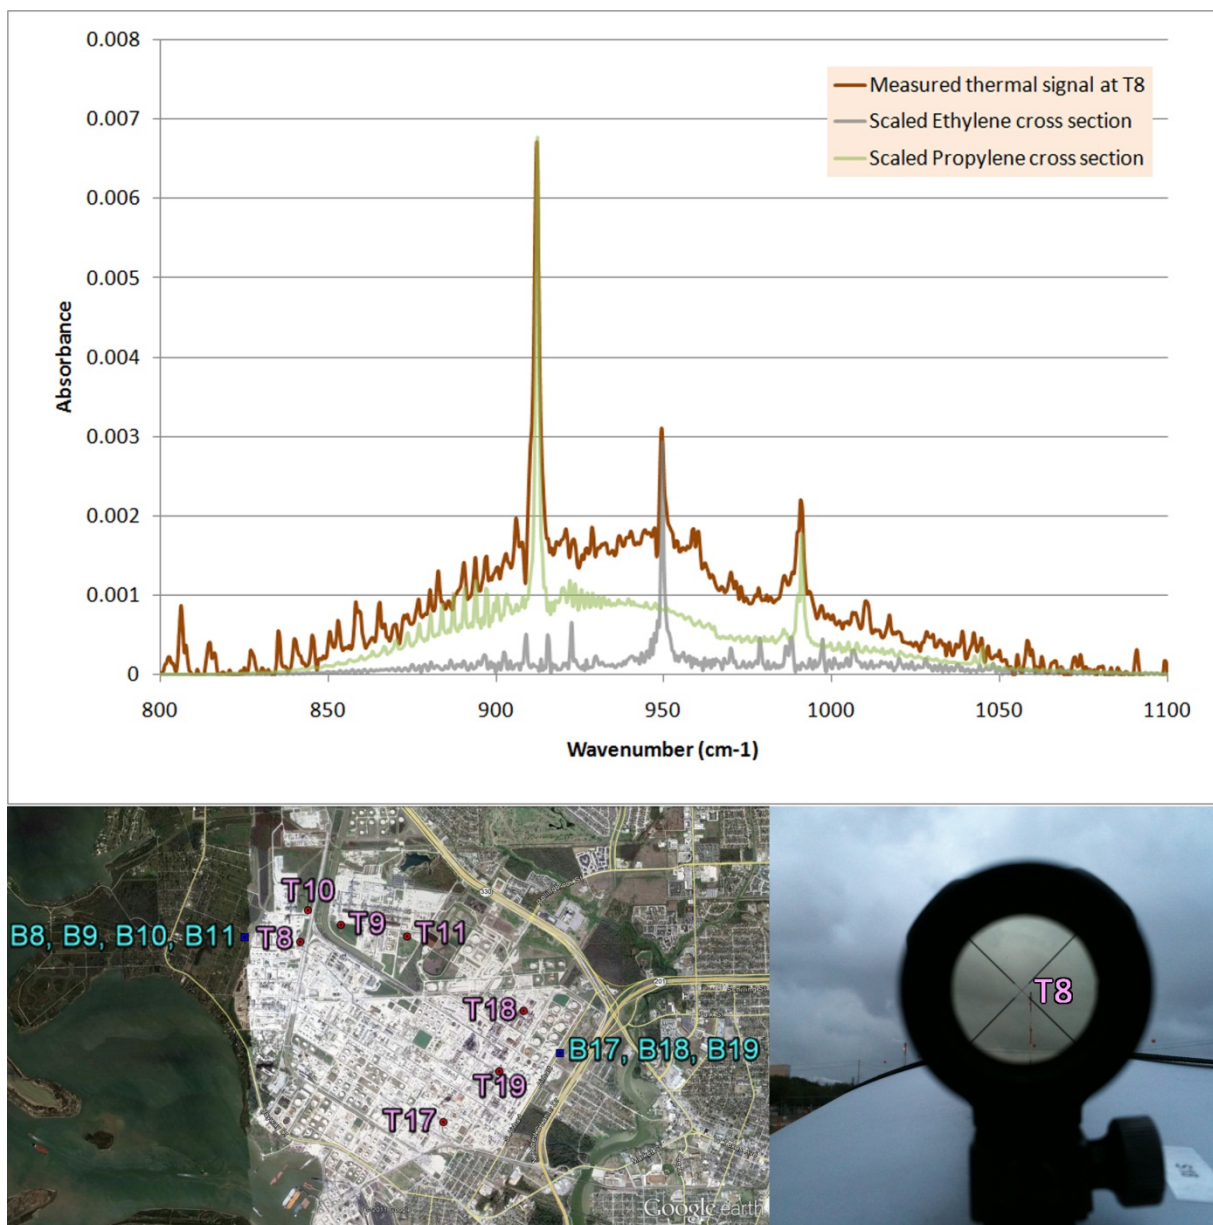 0.008
0.007
0.006
0.005
0.004
0.003
0.002
0.001
0
Absorbance
Measured thermal signal at T8
Scaled Ethylene cross section
Scaled Propylene cross section
800 850 900 950 1000 1050 1100
Wavenumber (cm-1)
T10
T9
B8, B9, B10, B11
T8
T11
T18
B17, B18, B19
T19
T17
330
201
Google earth
T8